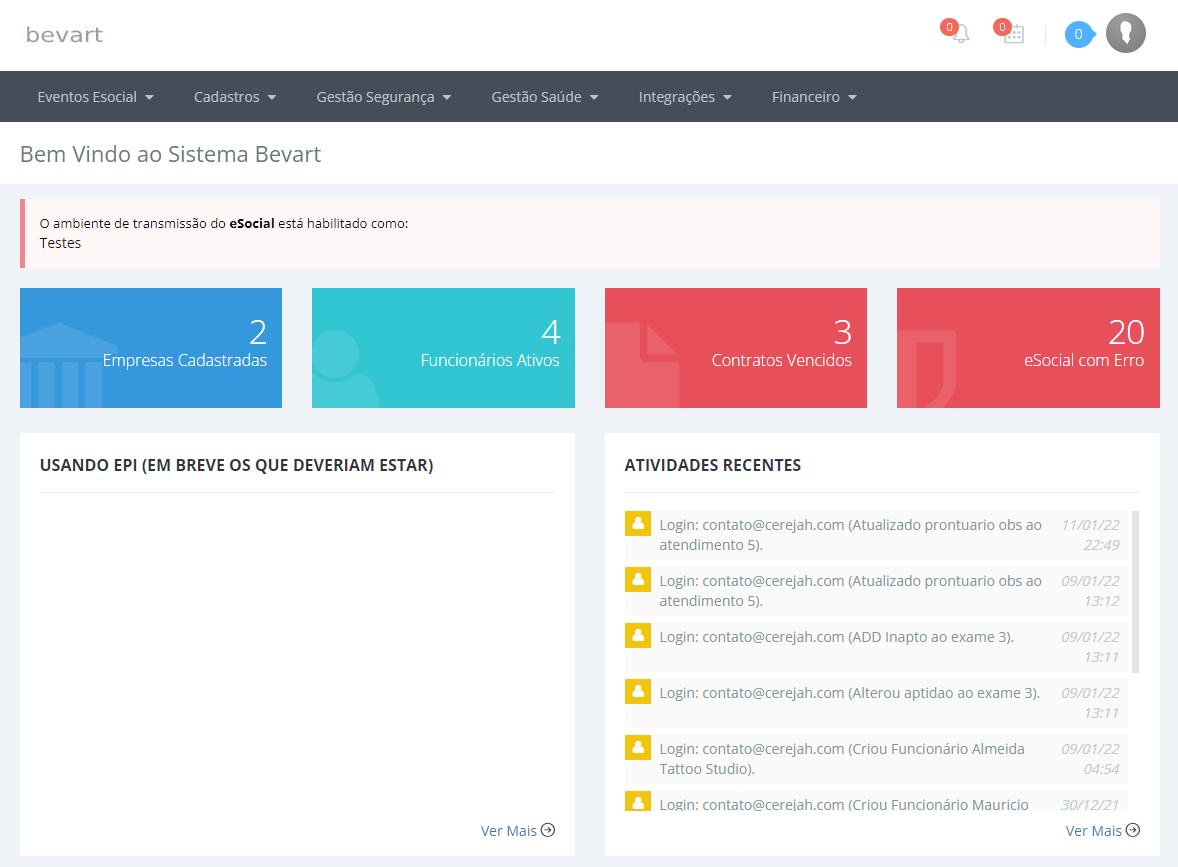 bevart
0
0
0
Eventos Esocial
Cadastros
Gestão Segurança
Gestão Saúde
Integrações
Financeiro
Bem Vindo ao Sistema Bevart
O ambiente de transmissão do eSocial está habilitado como:
Testes
2
Empresas Cadastradas
4
Funcionários Ativos
3
Contratos Vencidos
20
eSocial com Erro
USANDO EPI (EM BREVE OS QUE DEVERIAM ESTAR)
Ver Mais
ATIVIDADES RECENTES
Login: contato@cerejah.com (Atualizado prontuario obs ao
atendimento 5).
11/01/22
22:49
Login: contato@cerejah.com (Atualizado prontuario obs ao
atendimento 5).
09/01/22
13:12
Login: contato@cerejah.com (ADD Inapto ao exame 3).
09/01/22
13:11
Login: contato@cerejah.com (Alterou aptidao ao exame 3).
09/01/22
13:11
Login: contato@cerejah.com (Criou Funcionário Almeida
Tattoo Studio).
09/01/22
04:54
Login: contato@cerejah.com (Criou Funcionário Mauricio
30/12/21
Ver Mais